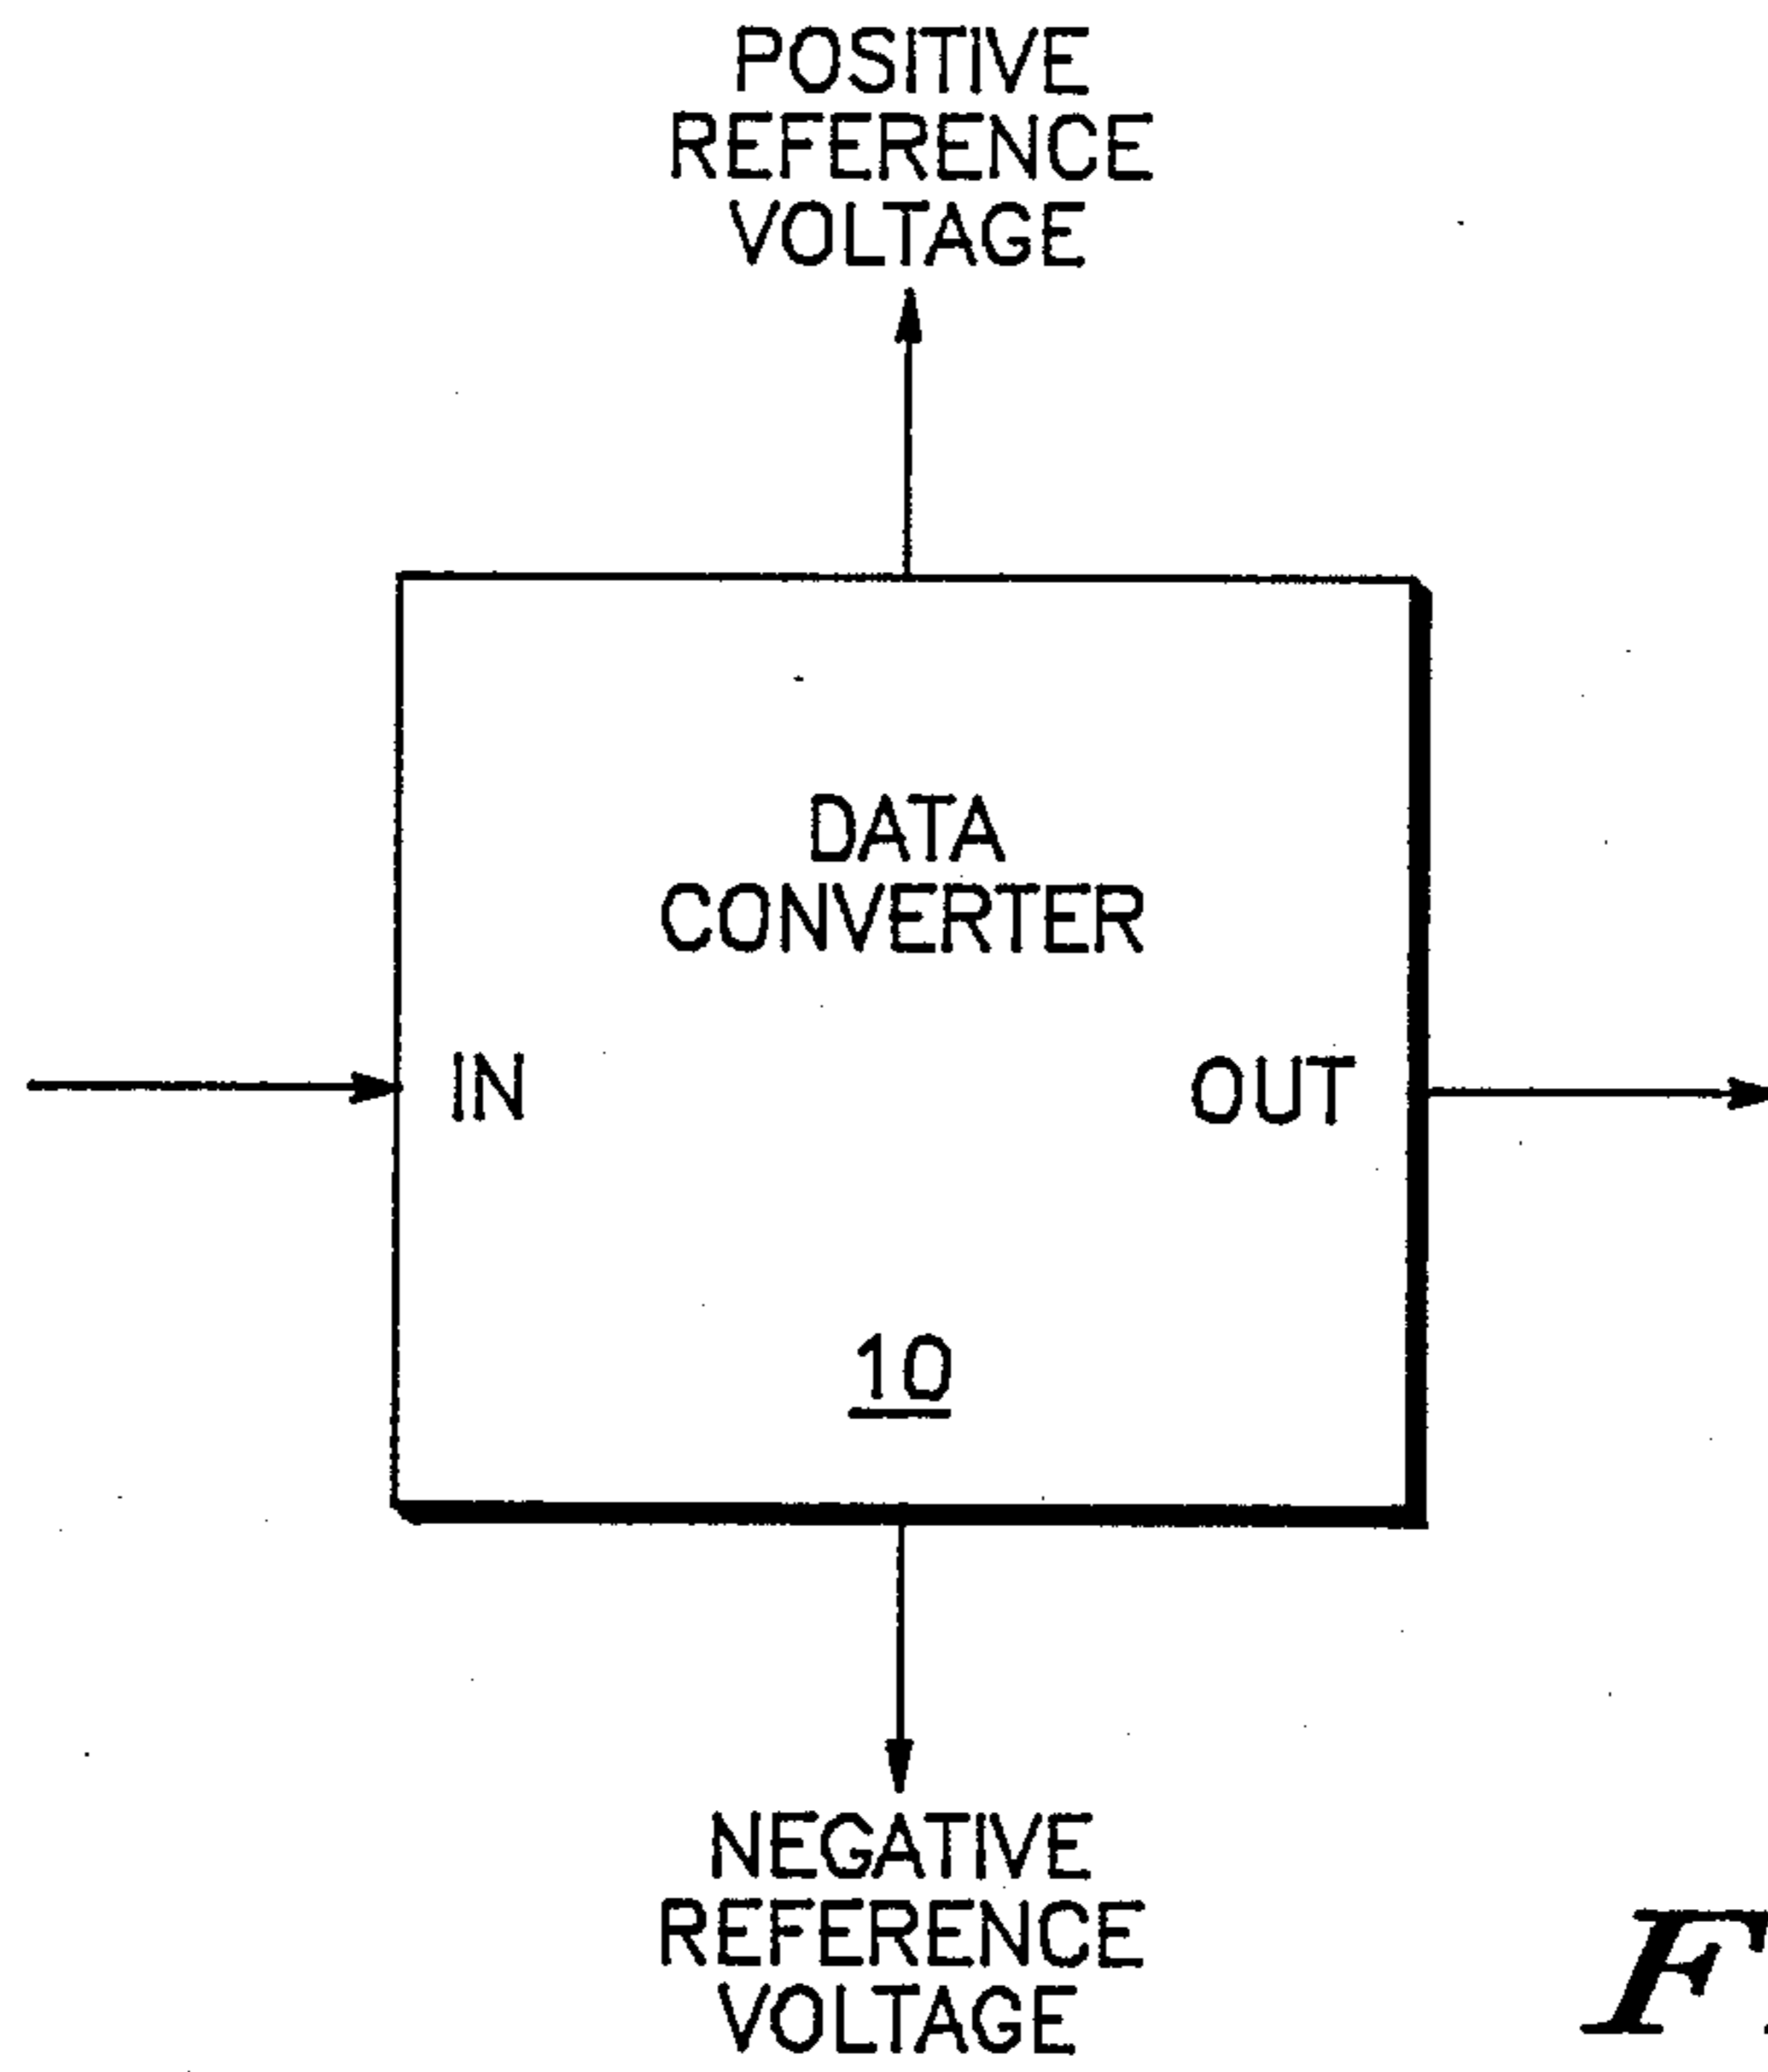 POSITIVE
REFERENCE
VOLTAGE
DATA
CONVERTER
IN
OUT
10
NEGATIVE
REFERENCE
VOLTAGE